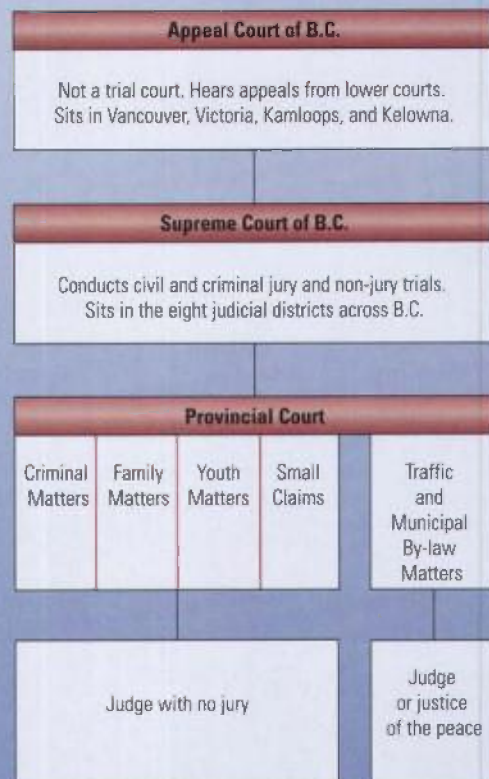 Appeal Court of B.C.
Not a trial court. Hears appeals from lower courts.
Sits in Vancouver, Victoria, Kamloops, and Kelowna.
Supreme Court of B.C.
Conducts civil and criminal jury and non-jury trials.
Sits in the eight judicial districts across B.C.
Provincial Court
Criminal
Matters
Family
Matters
Youth
Matters
Small
Claims
Traffic
and
Municipal
By-law
Matters
Judge with no jury
Judge
or justice
of the peace